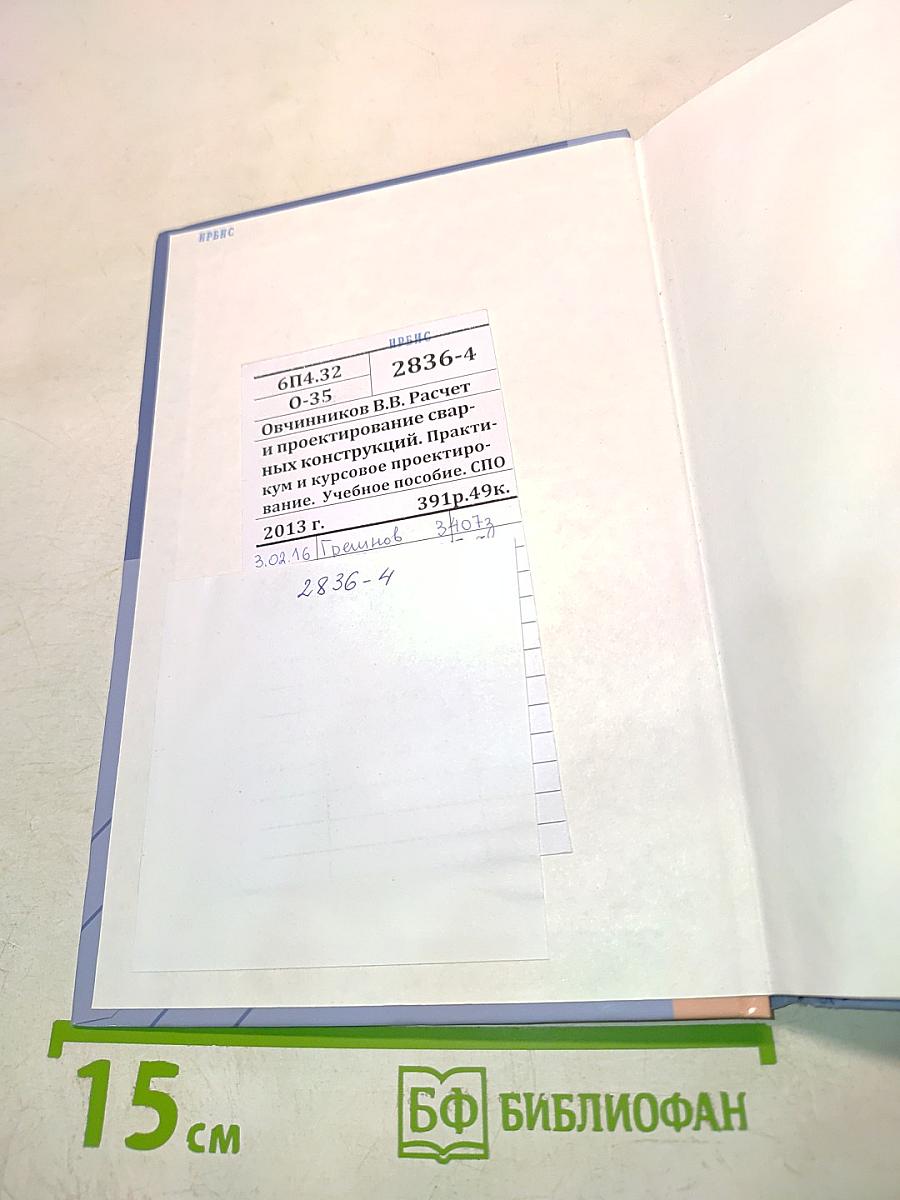 ИРБИС
ИРБИС
6П4.32
2836-4
О-35
Овчинников В.В. Расчет
и проектирование свар-
ных конструкций. Практи-
кум и курсовое проектиро-
вание. Учебное пособие. СПО
2013 г. 391р.49к.
3.02.16 Грешнов 3407з
2836-4
15 см
БФ БИБЛИОФАН